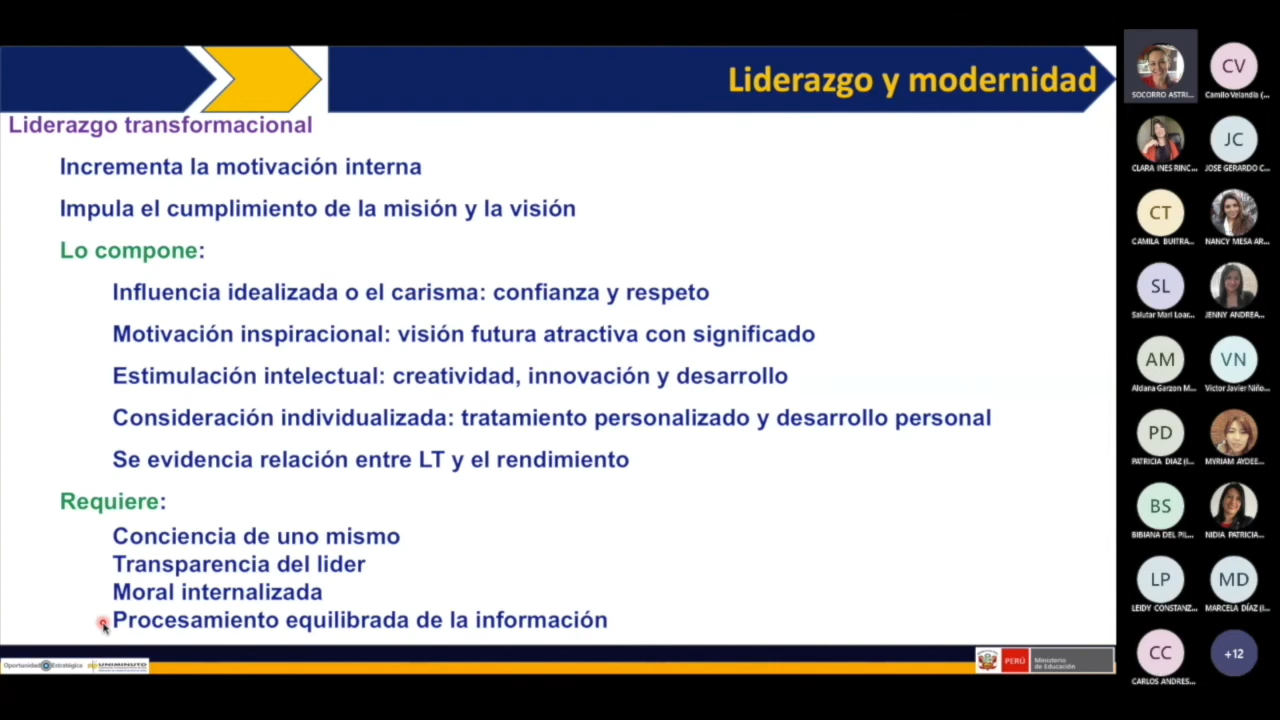 Liderazgo y modernidad
Liderazgo transformacional
Incrementa la motivación interna
Impula el cumplimiento de la misión y la visión
Lo compone:
Influencia idealizada o el carisma: confianza y respeto
Motivación inspiracional: visión futura atractiva con significado
Estimulación intelectual: creatividad, innovación y desarrollo
Consideración individualizada: tratamiento personalizado y desarrollo personal
Se evidencia relación entre LT y el rendimiento
Requiere:
Conciencia de uno mismo
Transparencia del lider
Moral internalizada
Procesamiento equilibrada de la información
Oportunidad Estratégica
UNIMINUTO
PERÚ
Ministerio
de Educación
SOCORRO ASTRI...
CV
Camilo Velandia (...
CLARA INES RINC...
JC
JOSE GERARDO C...
CT
CAMILA BUITRA...
NANCY MESA AR...
SL
Salutar Mari Loar...
JENNY ANDREA...
AM
Aldana Garzon M...
VN
Victor Javier Niño...
PD
PATRICIA DIAZ (I...
MYRIAM AYDEE...
BS
BIBIANA DEL PIL...
NIDIA PATRICIA...
LP
LEIDY CONSTANZ...
MD
MARCELA DÍAZ (I...
CC
CARLOS ANDRES...
+12